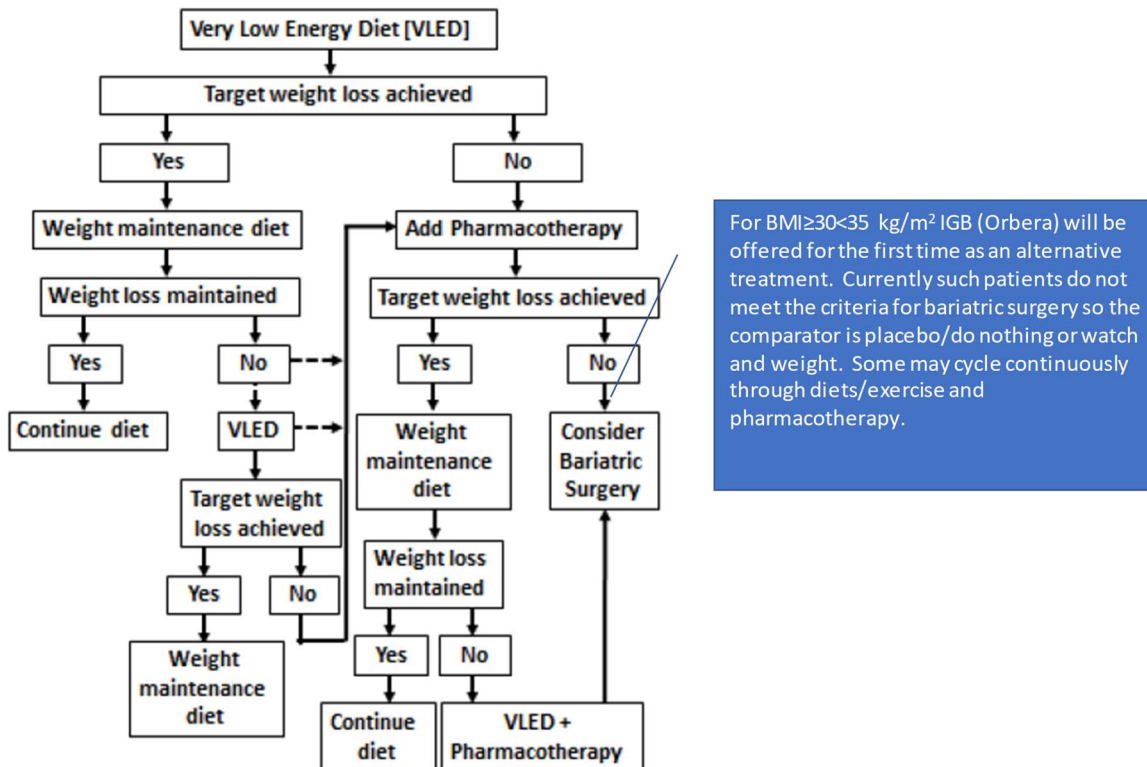 Very Low Energy Diet [VLED]
Target weight loss achieved
Yes
No
Weight maintenance diet
Add Pharmacotherapy
Weight loss maintained
Target weight loss achieved
Yes
No
Yes
No
Continue diet
VLED
Weight
maintenance
diet
Consider
Bariatric
Surgery
Target weight
loss achieved
Weight loss
maintained
Yes
No
Yes
No
Weight
maintenance
diet
Continue
diet
VLED +
Pharmacotherapy
For BMI≥30<35 kg/m² IGB (Orbera) will be
offered for the first time as an alternative
treatment. Currently such patients do not
meet the criteria for bariatric surgery so the
comparator is placebo/do nothing or watch
and weight. Some may cycle continuously
through diets/exercise and
pharmacotherapy.